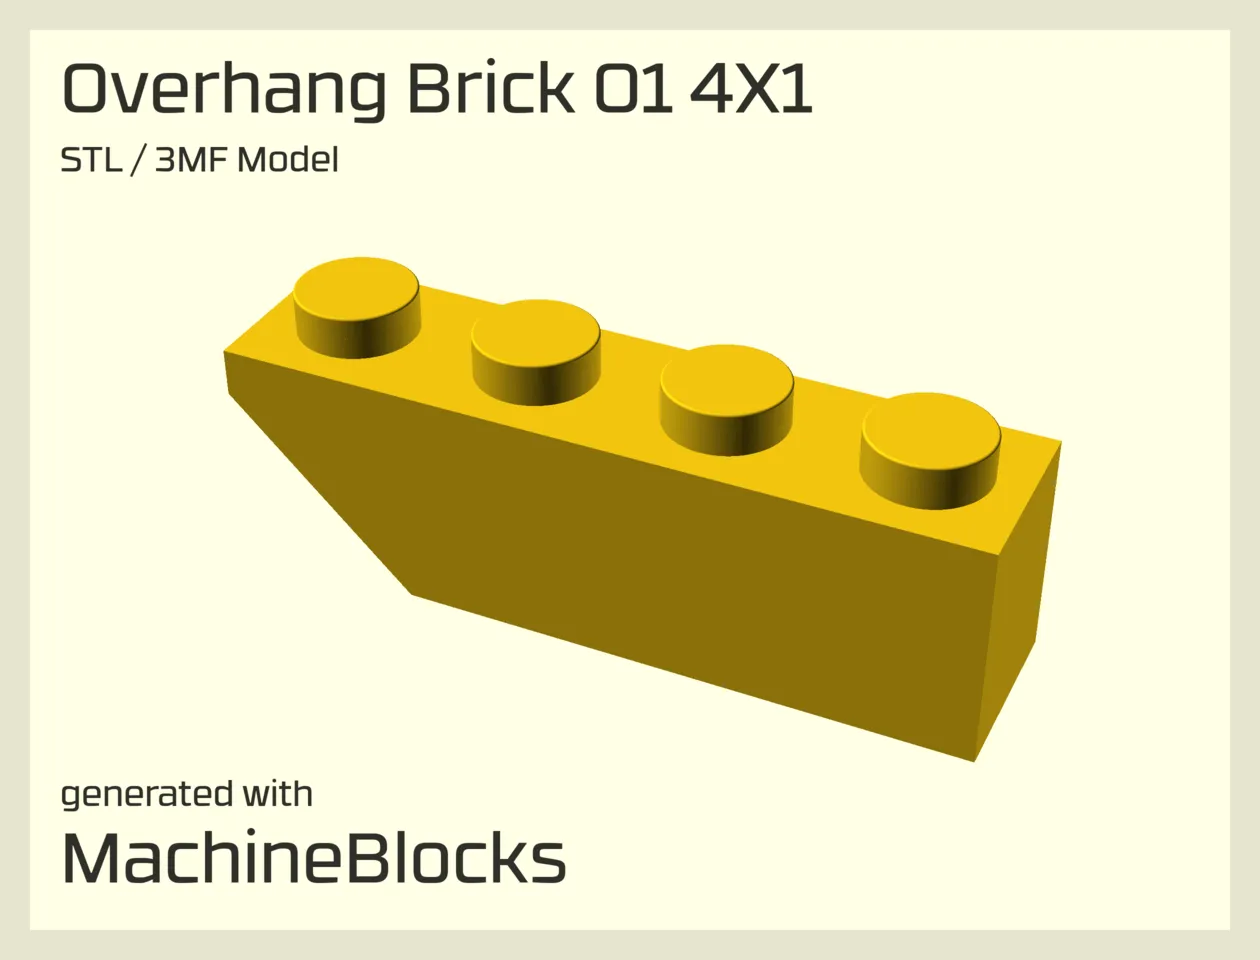 Overhang Brick 01 4X1
STL / 3MF Model
generated with
MachineBlocks